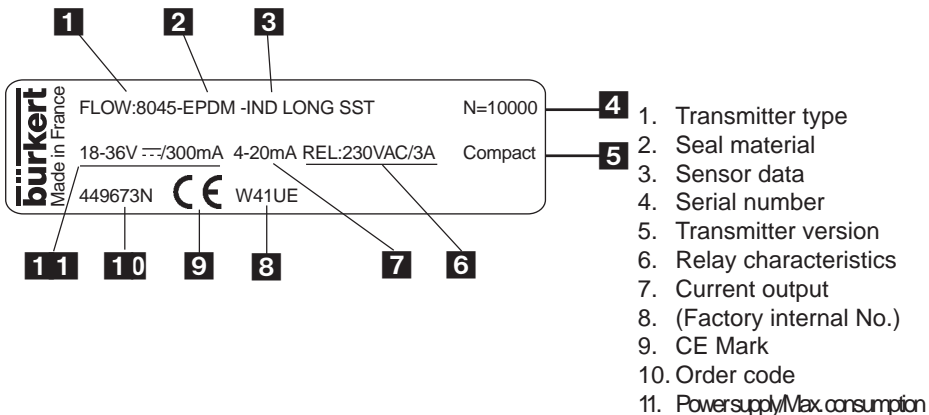 1 2 3
bürkert
Made in France
FLOW:8045-EPDM -IND LONG SST N=10000
18-36V ⎓/300mA 4-20mA REL:230VAC/3A Compact
449673N CE W41UE
4
5
11 10 9 8 7 6
1. Transmitter type
2. Seal material
3. Sensor data
4. Serial number
5. Transmitter version
6. Relay characteristics
7. Current output
8. (Factory internal No.)
9. CE Mark
10. Order code
11. Power supply/Max. consumption